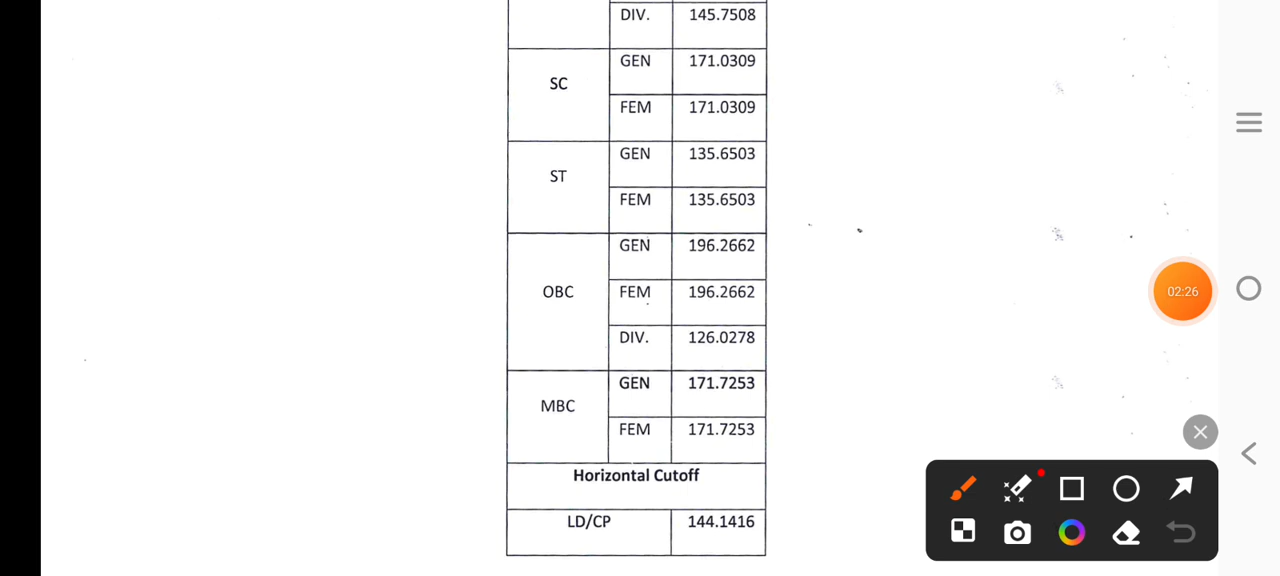 DIV. 145.7508
SC GEN 171.0309
FEM 171.0309
ST GEN 135.6503
FEM 135.6503
OBC GEN 196.2662
FEM 196.2662
DIV. 126.0278
MBC GEN 171.7253
FEM 171.7253
Horizontal Cutoff
LD/CP 144.1416
02:26